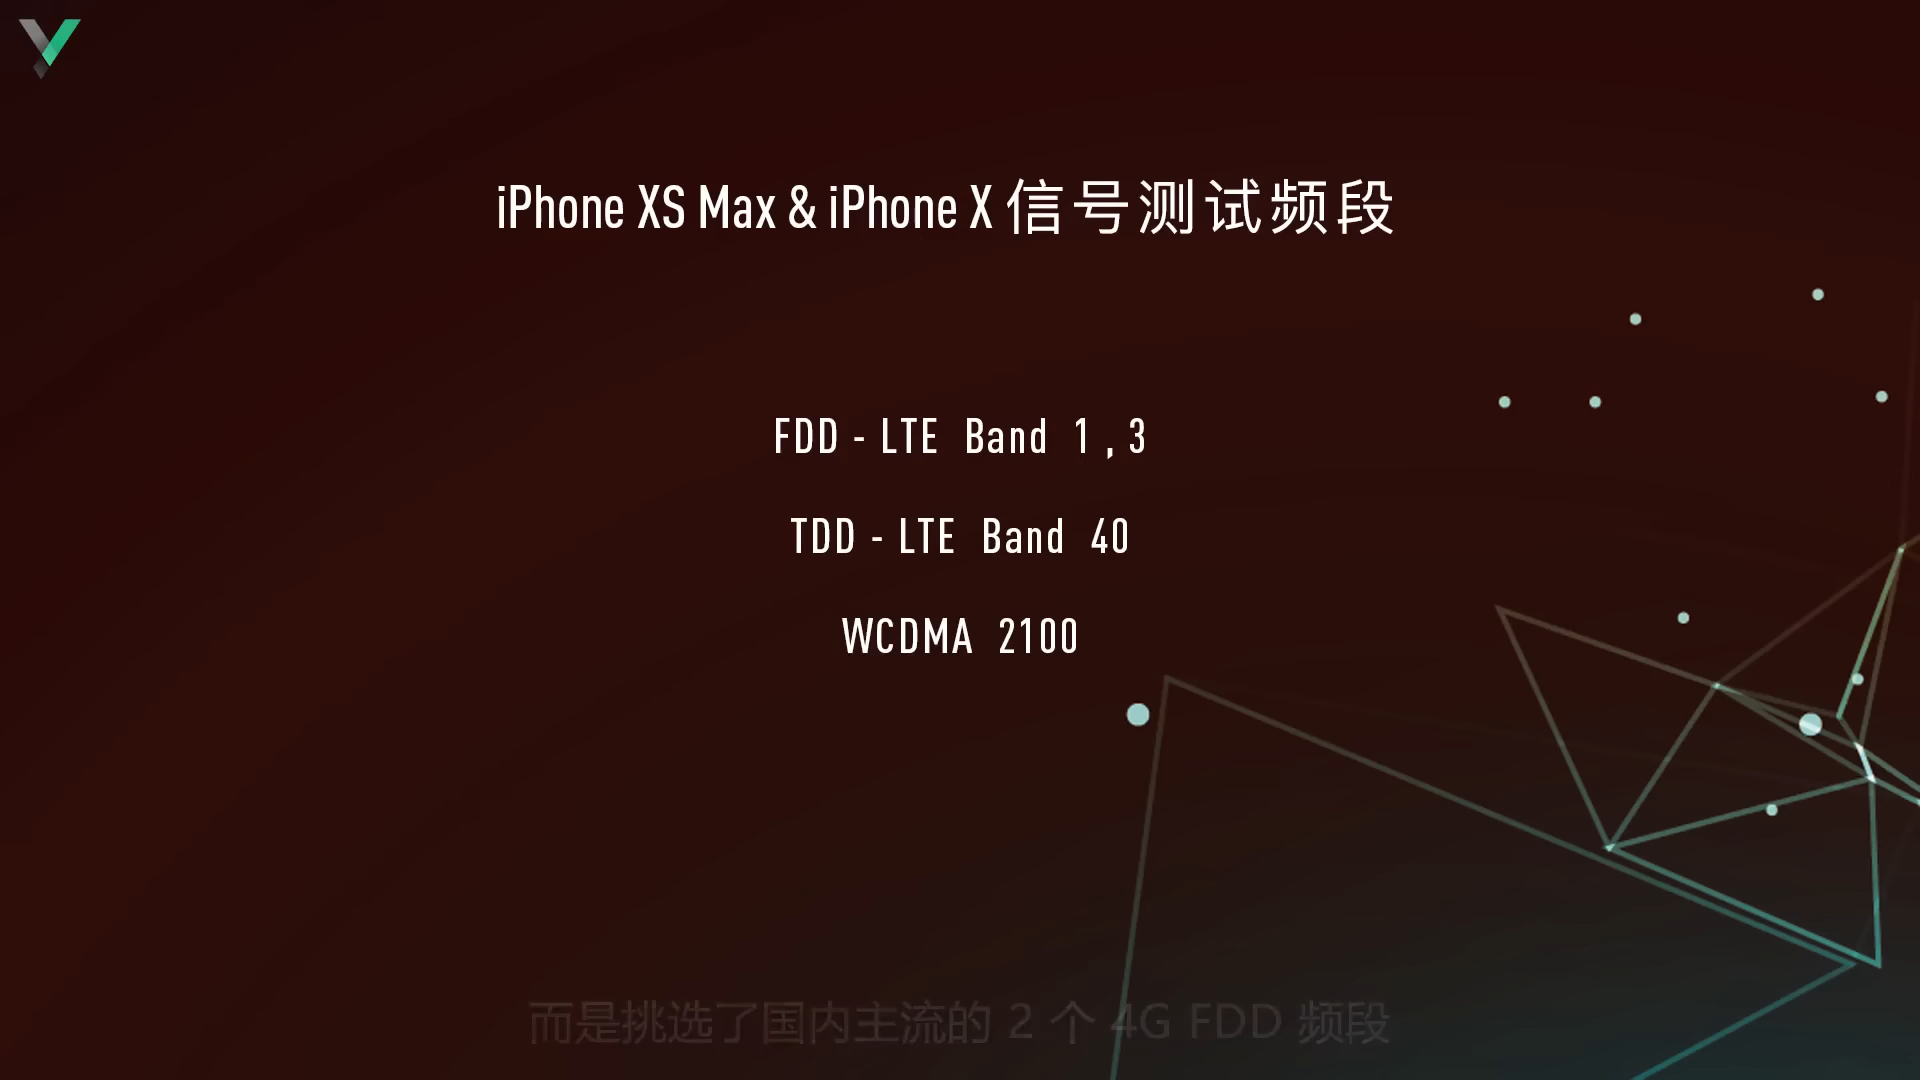 iPhone XS Max & iPhone X 信号测试频段
FDD - LTE Band 1 , 3
TDD - LTE Band 40
WCDMA 2100
而是挑选了国内主流的 2 个 4G FDD 频段